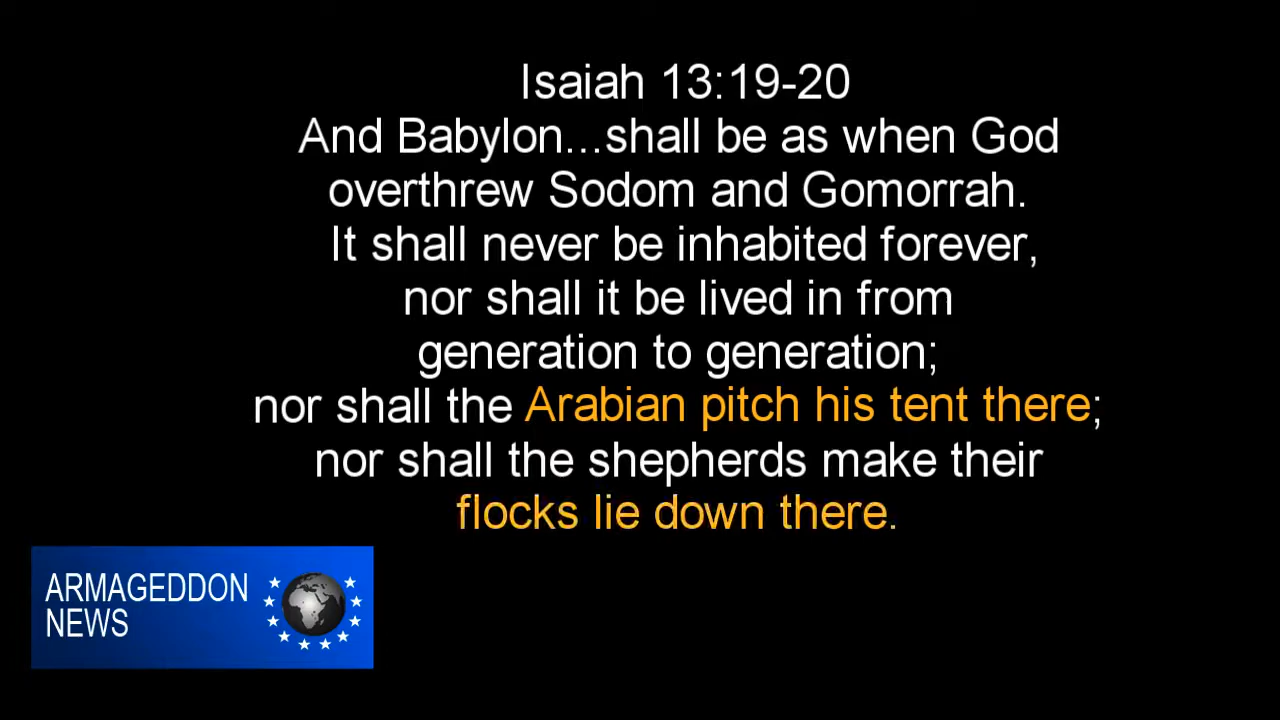 Isaiah 13:19-20
And Babylon...shall be as when God
overthrew Sodom and Gomorrah.
It shall never be inhabited forever,
nor shall it be lived in from
generation to generation;
nor shall the Arabian pitch his tent there;
nor shall the shepherds make their
flocks lie down there.
ARMAGEDDON
NEWS